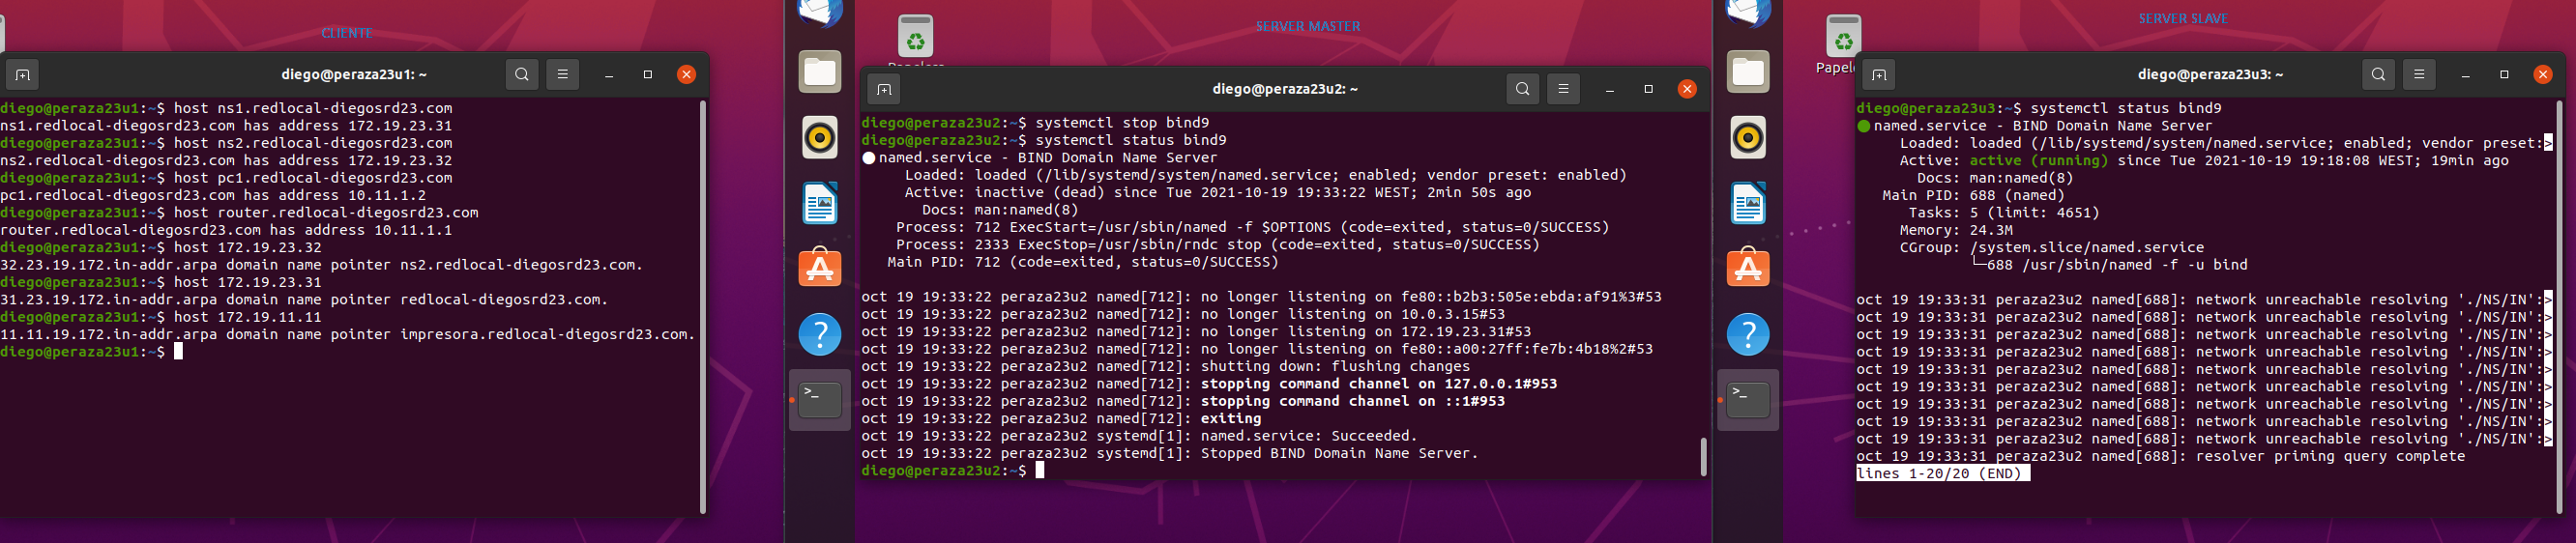 CLIENTE
diego@peraza23u1: ~
diego@peraza23u1:~$ host ns1.redlocal-diegosrd23.com
ns1.redlocal-diegosrd23.com has address 172.19.23.31
diego@peraza23u1:~$ host ns2.redlocal-diegosrd23.com
ns2.redlocal-diegosrd23.com has address 172.19.23.32
diego@peraza23u1:~$ host pc1.redlocal-diegosrd23.com
pc1.redlocal-diegosrd23.com has address 10.11.1.2
diego@peraza23u1:~$ host router.redlocal-diegosrd23.com
router.redlocal-diegosrd23.com has address 10.11.1.1
diego@peraza23u1:~$ host 172.19.23.32
32.23.19.172.in-addr.arpa domain name pointer ns2.redlocal-diegosrd23.com.
diego@peraza23u1:~$ host 172.19.23.31
31.23.19.172.in-addr.arpa domain name pointer redlocal-diegosrd23.com.
diego@peraza23u1:~$ host 172.19.11.11
11.11.19.172.in-addr.arpa domain name pointer impresora.redlocal-diegosrd23.com.
diego@peraza23u1:~$
SERVER MASTER
diego@peraza23u2: ~
diego@peraza23u2:~$ systemctl stop bind9
diego@peraza23u2:~$ systemctl status bind9
named.service - BIND Domain Name Server
Loaded: loaded (/lib/systemd/system/named.service; enabled; vendor preset: enabled)
Active: inactive (dead) since Tue 2021-10-19 19:33:22 WEST; 2min 50s ago
Docs: man:named(8)
Process: 712 ExecStart=/usr/sbin/named -f $OPTIONS (code=exited, status=0/SUCCESS)
Process: 2333 ExecStop=/usr/sbin/rndc stop (code=exited, status=0/SUCCESS)
Main PID: 712 (code=exited, status=0/SUCCESS)
oct 19 19:33:22 peraza23u2 named[712]: no longer listening on fe80::b2b3:505e:ebda:af91%3#53
oct 19 19:33:22 peraza23u2 named[712]: no longer listening on 10.0.3.15#53
oct 19 19:33:22 peraza23u2 named[712]: no longer listening on 172.19.23.31#53
oct 19 19:33:22 peraza23u2 named[712]: no longer listening on fe80::a00:27ff:fe7b:4b18%2#53
oct 19 19:33:22 peraza23u2 named[712]: shutting down: flushing changes
oct 19 19:33:22 peraza23u2 named[712]: stopping command channel on 127.0.0.1#953
oct 19 19:33:22 peraza23u2 named[712]: stopping command channel on ::1#953
oct 19 19:33:22 peraza23u2 named[712]: exiting
oct 19 19:33:22 peraza23u2 systemd[1]: named.service: Succeeded.
oct 19 19:33:22 peraza23u2 systemd[1]: Stopped BIND Domain Name Server.
diego@peraza23u2:~$
SERVER SLAVE
Papel
diego@peraza23u3: ~
diego@peraza23u3:~$ systemctl status bind9
named.service - BIND Domain Name Server
Loaded: loaded (/lib/systemd/system/named.service; enabled; vendor preset:>
Active: active (running) since Tue 2021-10-19 19:18:08 WEST; 19min ago
Docs: man:named(8)
Main PID: 688 (named)
Tasks: 5 (limit: 4651)
Memory: 24.3M
CGroup: /system.slice/named.service
└─688 /usr/sbin/named -f -u bind
oct 19 19:33:31 peraza23u2 named[688]: network unreachable resolving './NS/IN':>
oct 19 19:33:31 peraza23u2 named[688]: network unreachable resolving './NS/IN':>
oct 19 19:33:31 peraza23u2 named[688]: network unreachable resolving './NS/IN':>
oct 19 19:33:31 peraza23u2 named[688]: network unreachable resolving './NS/IN':>
oct 19 19:33:31 peraza23u2 named[688]: network unreachable resolving './NS/IN':>
oct 19 19:33:31 peraza23u2 named[688]: network unreachable resolving './NS/IN':>
oct 19 19:33:31 peraza23u2 named[688]: network unreachable resolving './NS/IN':>
oct 19 19:33:31 peraza23u2 named[688]: network unreachable resolving './NS/IN':>
oct 19 19:33:31 peraza23u2 named[688]: network unreachable resolving './NS/IN':>
oct 19 19:33:31 peraza23u2 named[688]: resolver priming query complete
lines 1-20/20 (END)